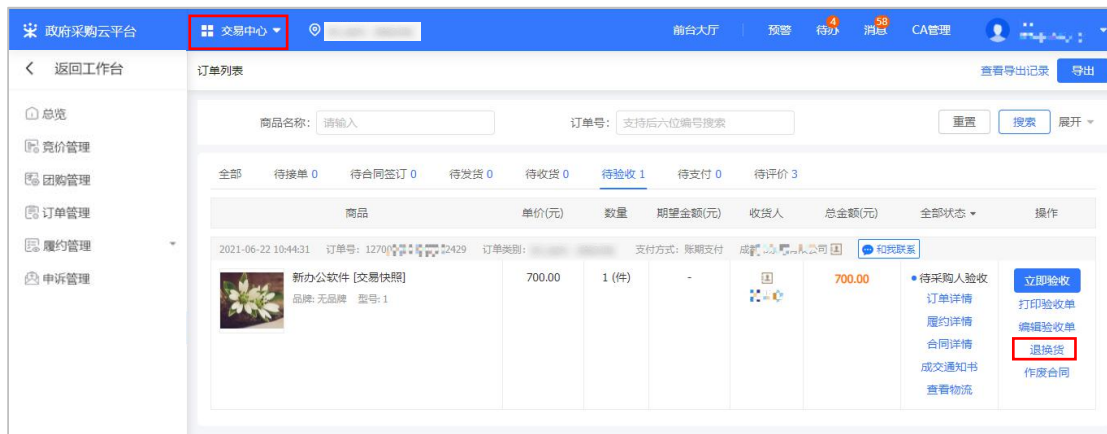 政府采购云平台 交易中心 前台大厅 预警 待办 4 消息 58 CA管理
返回工作台 订单列表 查看导出记录 导出
总览 商品名称： 请输入 订单号： 支持后六位编号搜索 重置 搜索 展开
竞价管理
团购管理 全部 待接单 0 待合同签订 0 待发货 0 待收货 0 待验收 1 待支付 0 待评价 3
订单管理 商品 单价(元) 数量 期望金额(元) 收货人 总金额(元) 全部状态 操作
履约管理 2021-06-22 10:44:31 订单号： 订单类别： 支付方式：账期支付 公司 和我联系
申诉管理 新办公软件 [交易快照] 700.00 1 (件) - 700.00 待采购人验收 立即验收
品牌: 无品牌 型号: 1 订单详情 打印验收单
履约详情 编辑验收单
合同详情 退换货
成交通知书 作废合同
查看物流